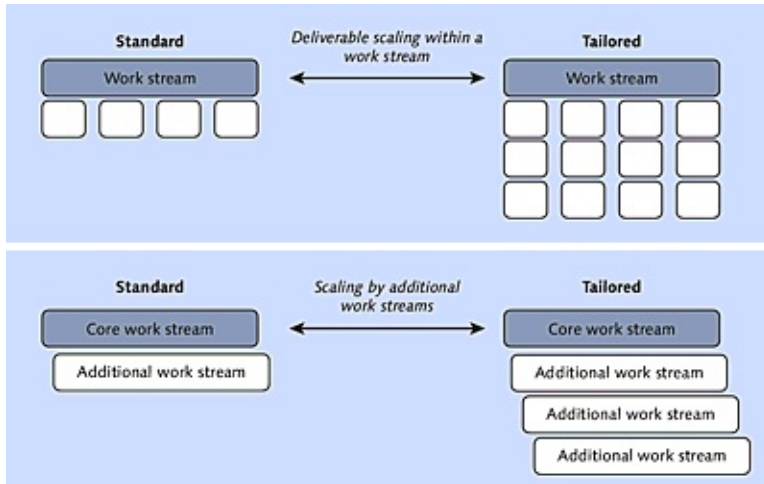 Standard
Deliverable scaling within a
work stream
Tailored
Work stream
Work stream
Standard
Scaling by additional
work streams
Tailored
Core work stream
Core work stream
Additional work stream
Additional work stream
Additional work stream
Additional work stream